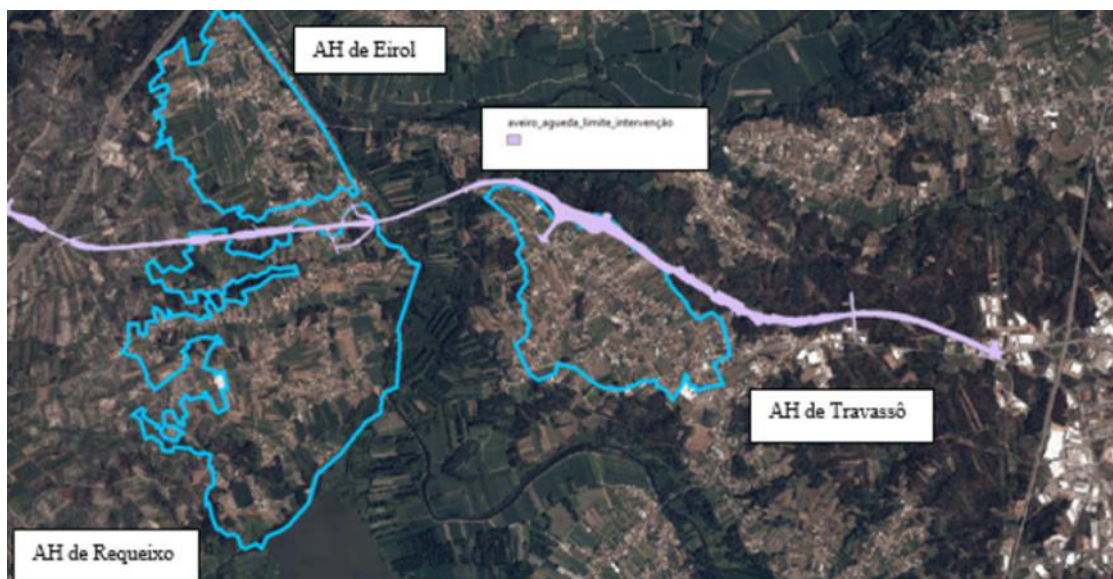 AH de Eirol
aveiro_agueda_limite_intervenção
AH de Travassô
AH de Requeixo